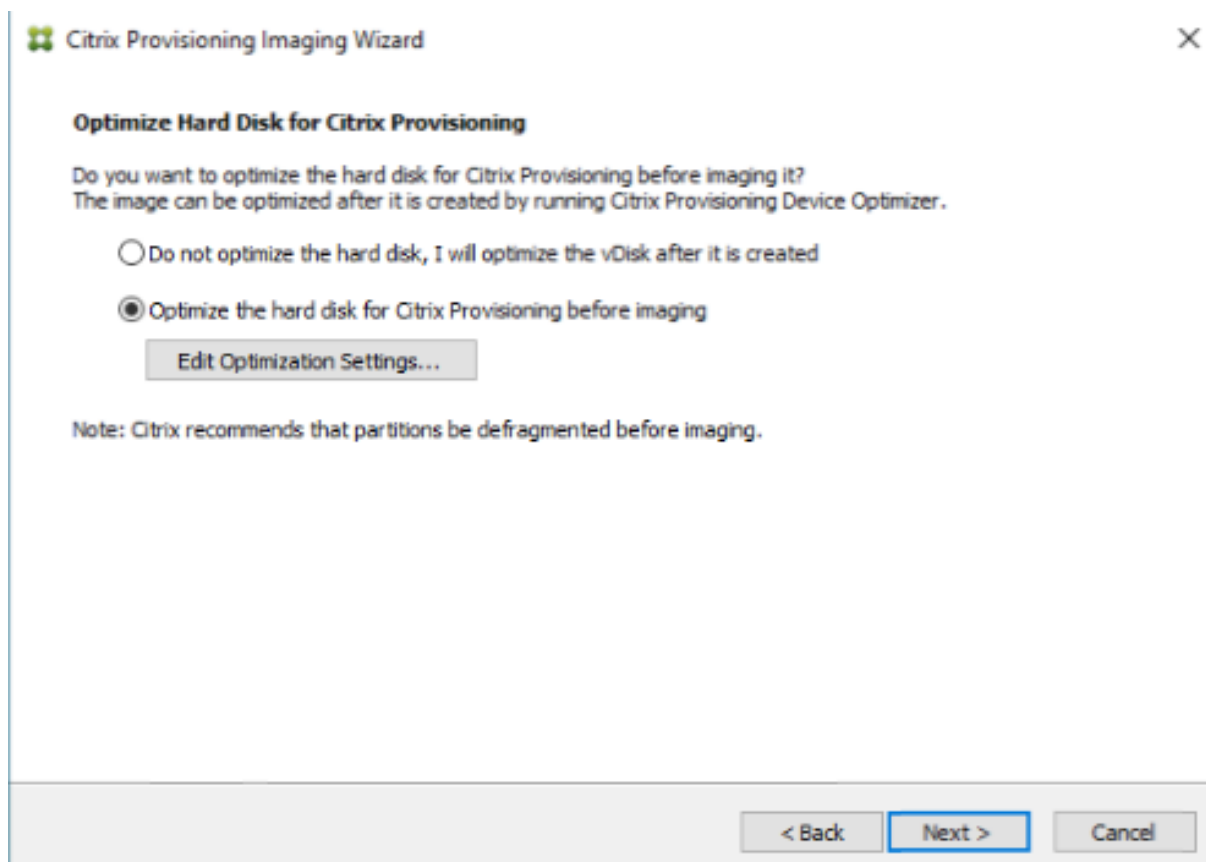 Citrix Provisioning Imaging Wizard
Optimize Hard Disk for Citrix Provisioning
Do you want to optimize the hard disk for Citrix Provisioning before imaging it?
The image can be optimized after it is created by running Citrix Provisioning Device Optimizer.
Do not optimize the hard disk, I will optimize the vDisk after it is created
Optimize the hard disk for Citrix Provisioning before imaging
Edit Optimization Settings...
Note: Citrix recommends that partitions be defragmented before imaging.
< Back Next > Cancel